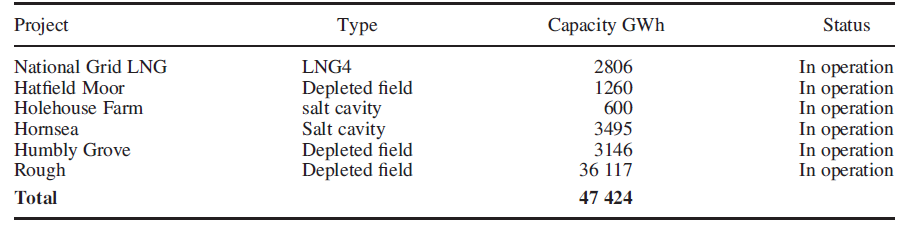 Project Type Capacity GWh Status
National Grid LNG LNG4 2806 In operation
Hatfield Moor Depleted field 1260 In operation
Holehouse Farm salt cavity 600 In operation
Hornsea Salt cavity 3495 In operation
Humbly Grove Depleted field 3146 In operation
Rough Depleted field 36 117 In operation
Total 47 424